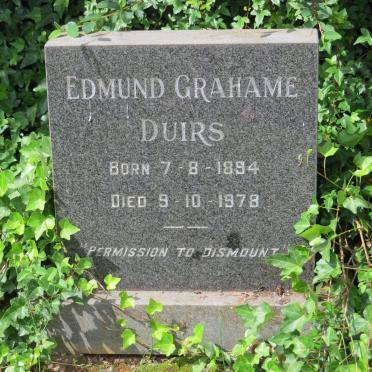 EDMUND GRAHAME
DUIRS
BORN 7-8-1894
DIED 9-10-1978
"PERMISSION TO DISMOUNT"